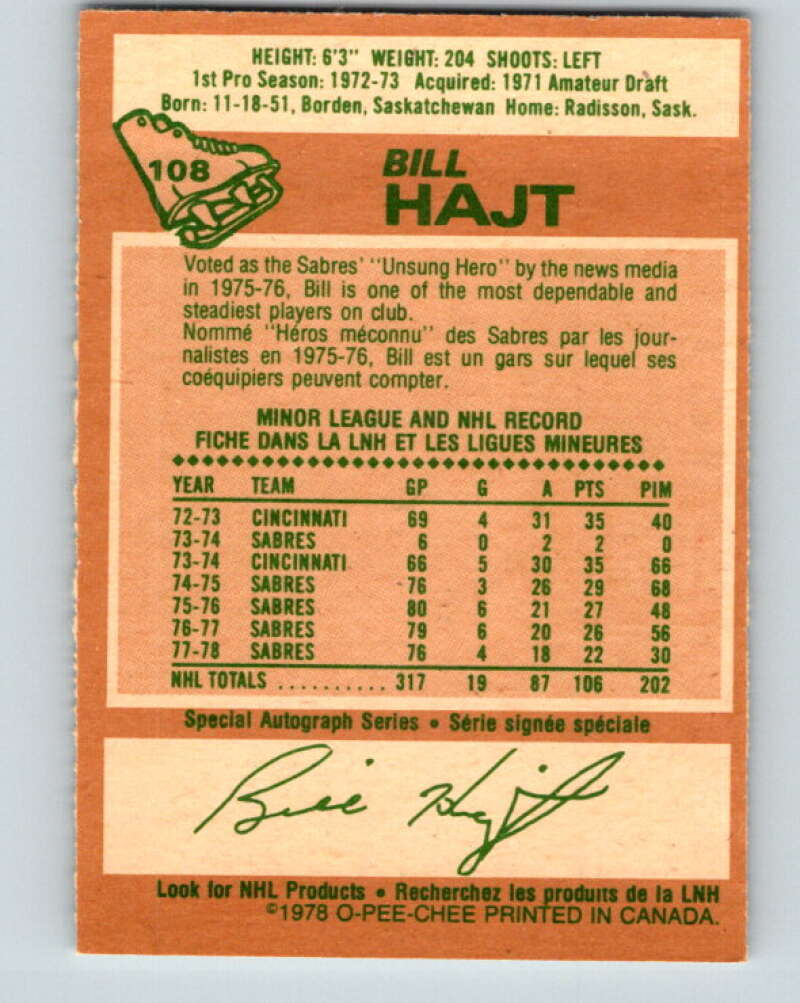 HEIGHT: 6'3" WEIGHT: 204 SHOOTS: LEFT
1st Pro Season: 1972-73 Acquired: 1971 Amateur Draft
Born: 11-18-51, Borden, Saskatchewan Home: Radisson, Sask.
108
BILL
HAJT
Voted as the Sabres' "Unsung Hero" by the news media
in 1975-76, Bill is one of the most dependable and
steadiest players on club.
Nommé "Héros méconnu" des Sabres par les jour-
nalistes en 1975-76, Bill est un gars sur lequel ses
coéquipiers peuvent compter.
MINOR LEAGUE AND NHL RECORD
FICHE DANS LA LNH ET LES LIGUES MINEURES
YEAR TEAM GP G A PTS PIM
72-73 CINCINNATI 69 4 31 35 40
73-74 SABRES 6 0 2 2 0
73-74 CINCINNATI 66 5 30 35 66
74-75 SABRES 76 3 26 29 68
75-76 SABRES 80 6 21 27 48
76-77 SABRES 79 6 20 26 56
77-78 SABRES 76 4 18 22 30
NHL TOTALS .......... 317 19 87 106 202
Special Autograph Series • Série signée spéciale
Bill Hajt
Look for NHL Products • Recherchez les produits de la LNH
©1978 O-PEE-CHEE PRINTED IN CANADA.